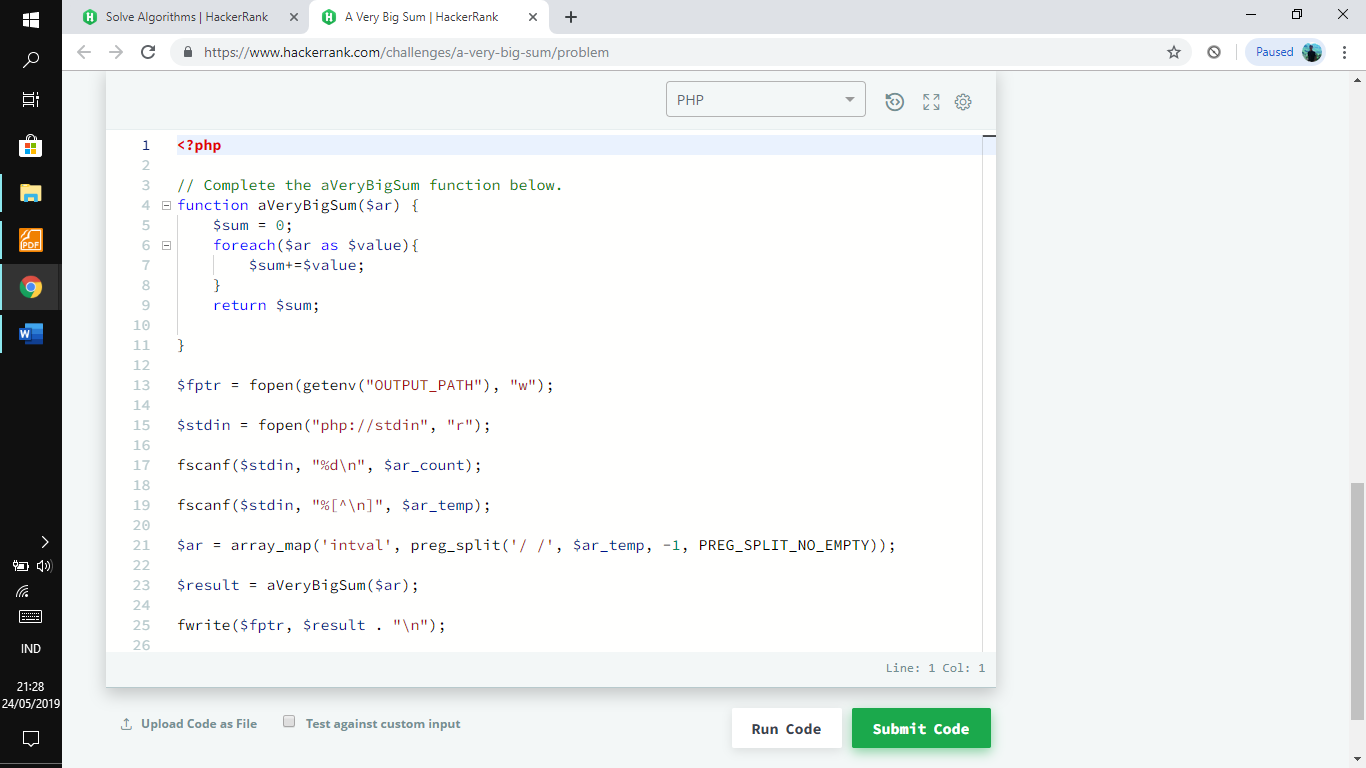 Solve Algorithms | HackerRank
A Very Big Sum | HackerRank
https://www.hackerrank.com/challenges/a-very-big-sum/problem
Paused
PHP
1 <?php
2
3 // Complete the aVeryBigSum function below.
4 function aVeryBigSum($ar) {
5 $sum = 0;
6 foreach($ar as $value){
7 $sum+=$value;
8 }
9 return $sum;
10
11 }
12
13 $fptr = fopen(getenv("OUTPUT_PATH"), "w");
14
15 $stdin = fopen("php://stdin", "r");
16
17 fscanf($stdin, "%d\n", $ar_count);
18
19 fscanf($stdin, "%[^\n]", $ar_temp);
20
21 $ar = array_map('intval', preg_split('/ /', $ar_temp, -1, PREG_SPLIT_NO_EMPTY));
22
23 $result = aVeryBigSum($ar);
24
25 fwrite($fptr, $result . "\n");
26
Line: 1 Col: 1
Upload Code as File
Test against custom input
Run Code
Submit Code
PDF
W
IND
21:28
24/05/2019